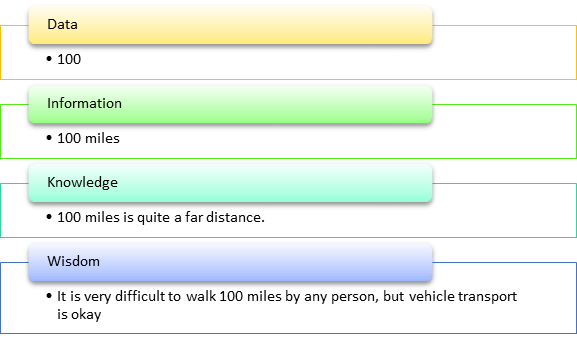 Data
• 100
Information
• 100 miles
Knowledge
• 100 miles is quite a far distance.
Wisdom
• It is very difficult to walk 100 miles by any person, but vehicle transport
is okay